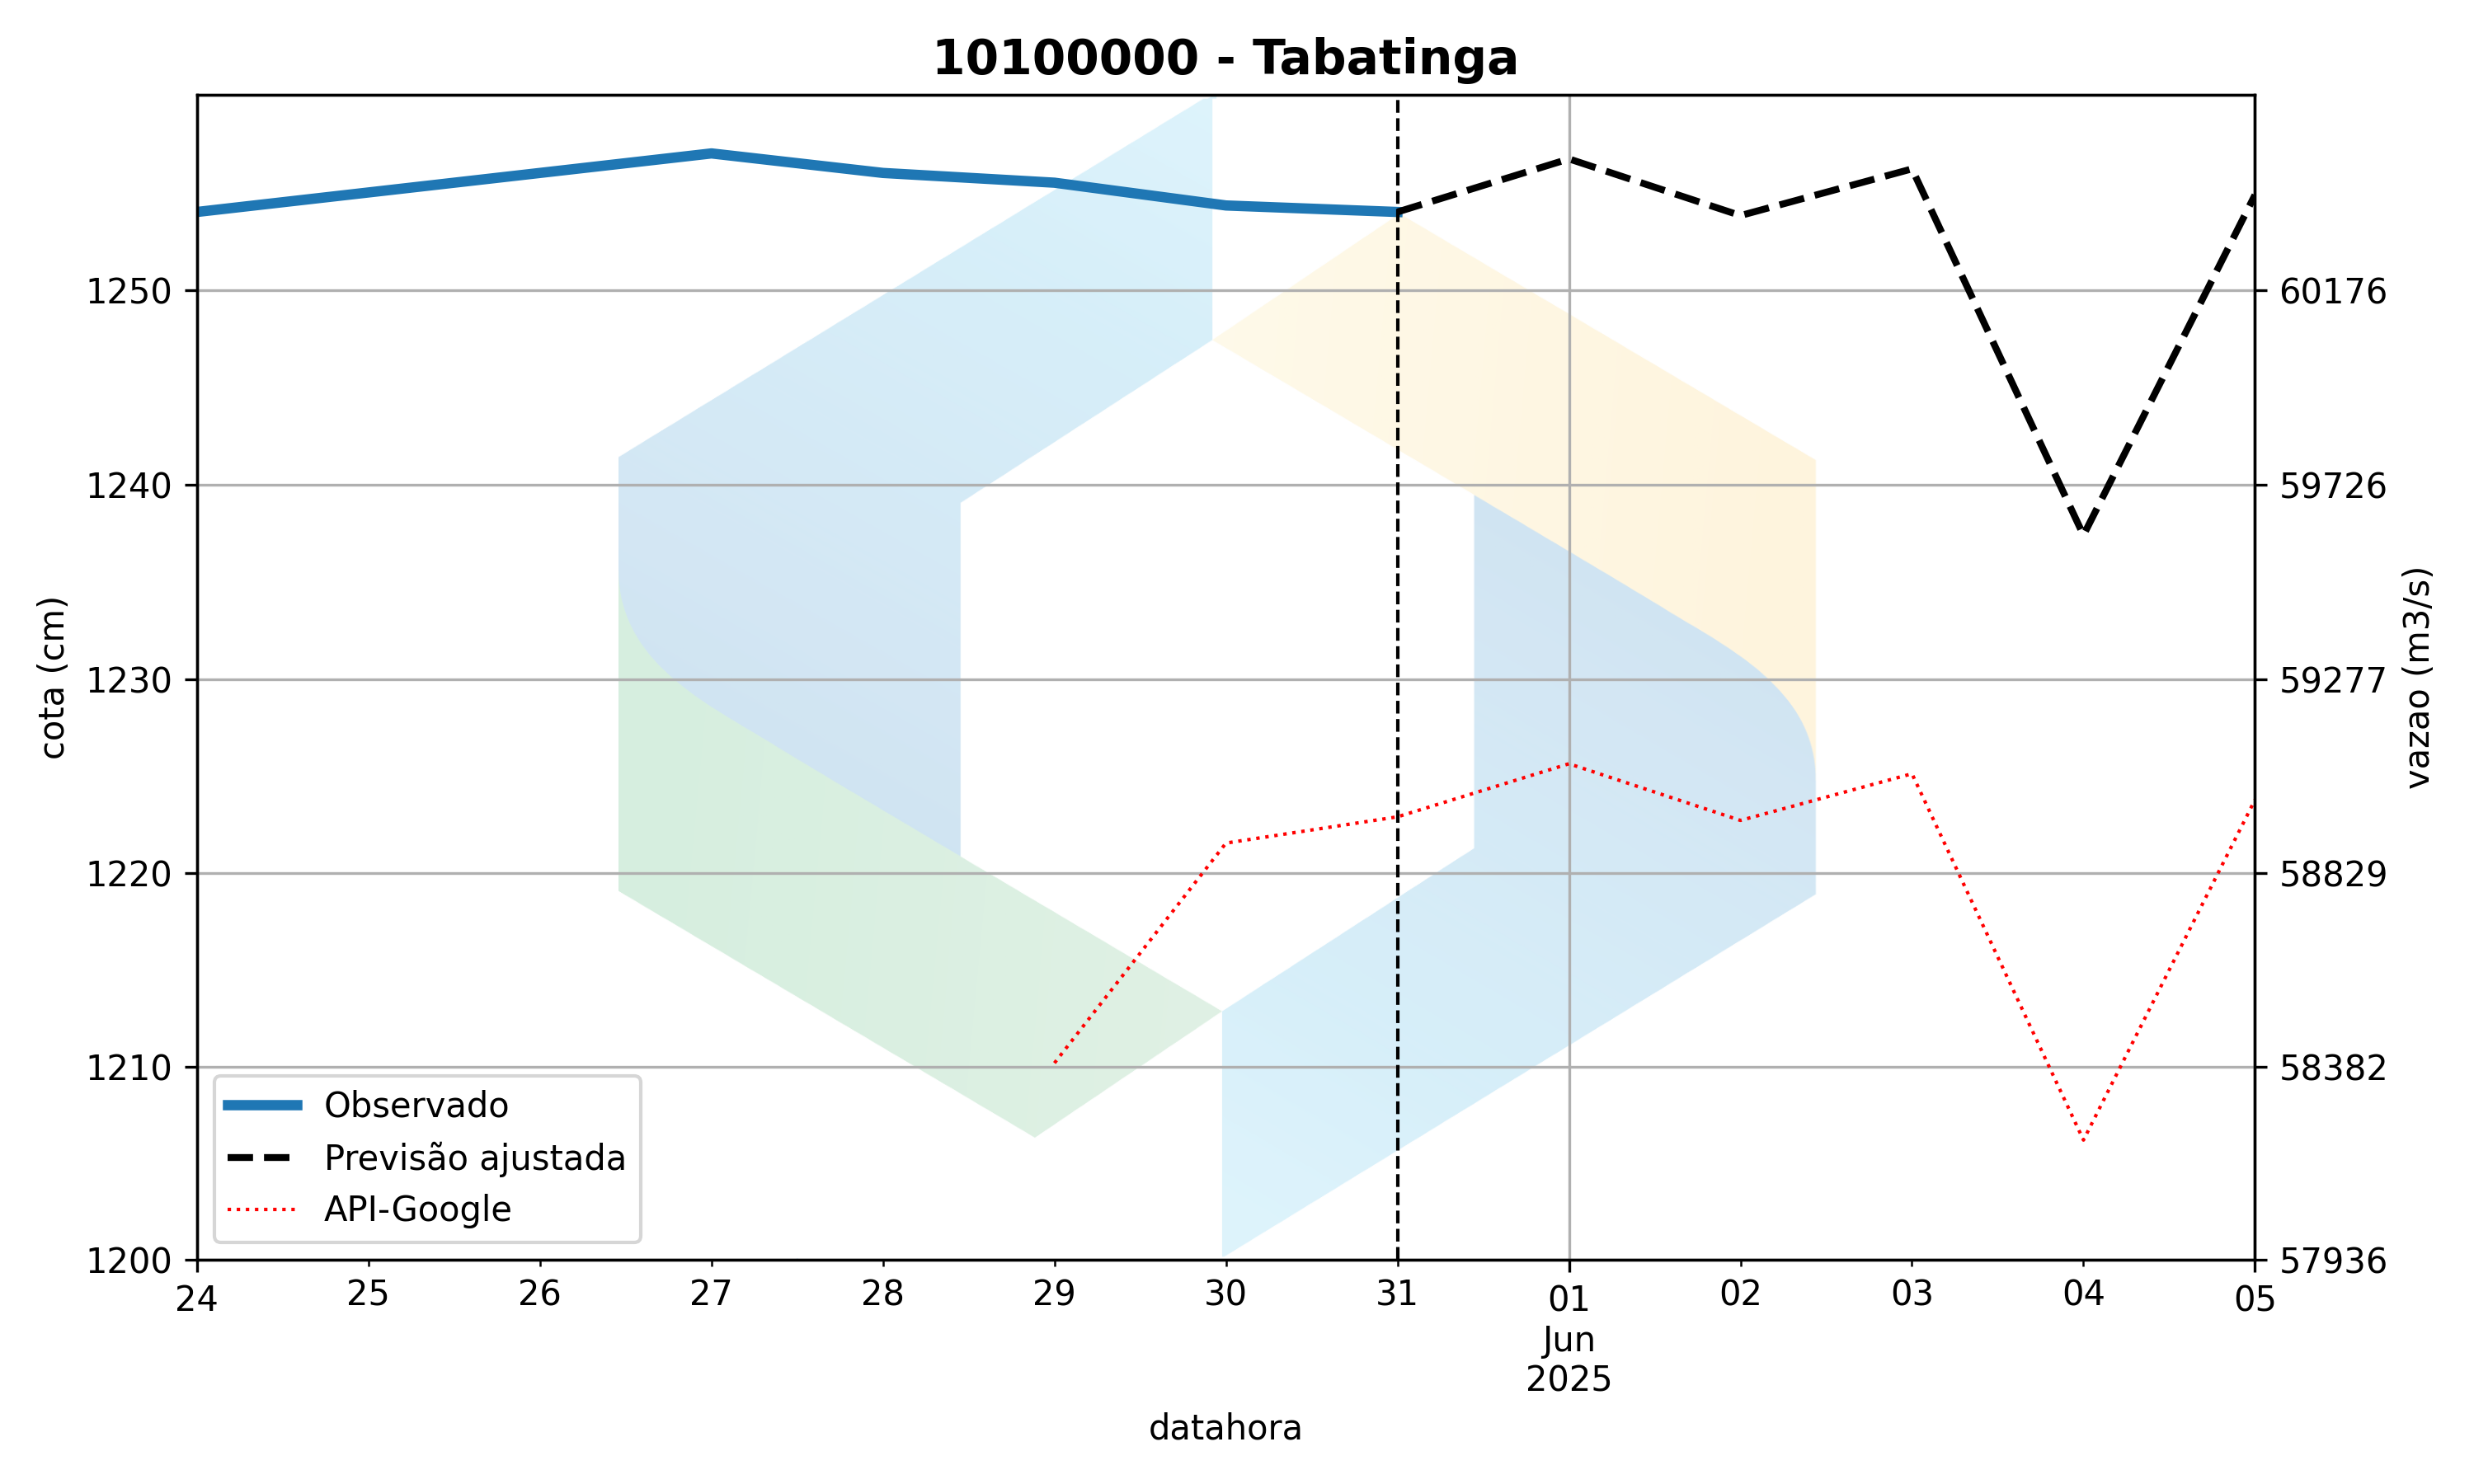 10100000 - Tabatinga
1250
1240
1230
1220
1210
1200
cota (cm)
60176
59726
59277
58829
58382
57936
vazao (m3/s)
Observado
Previsão ajustada
API-Google
24 25 26 27 28 29 30 31 01 02 03 04 05
Jun
2025
datahora